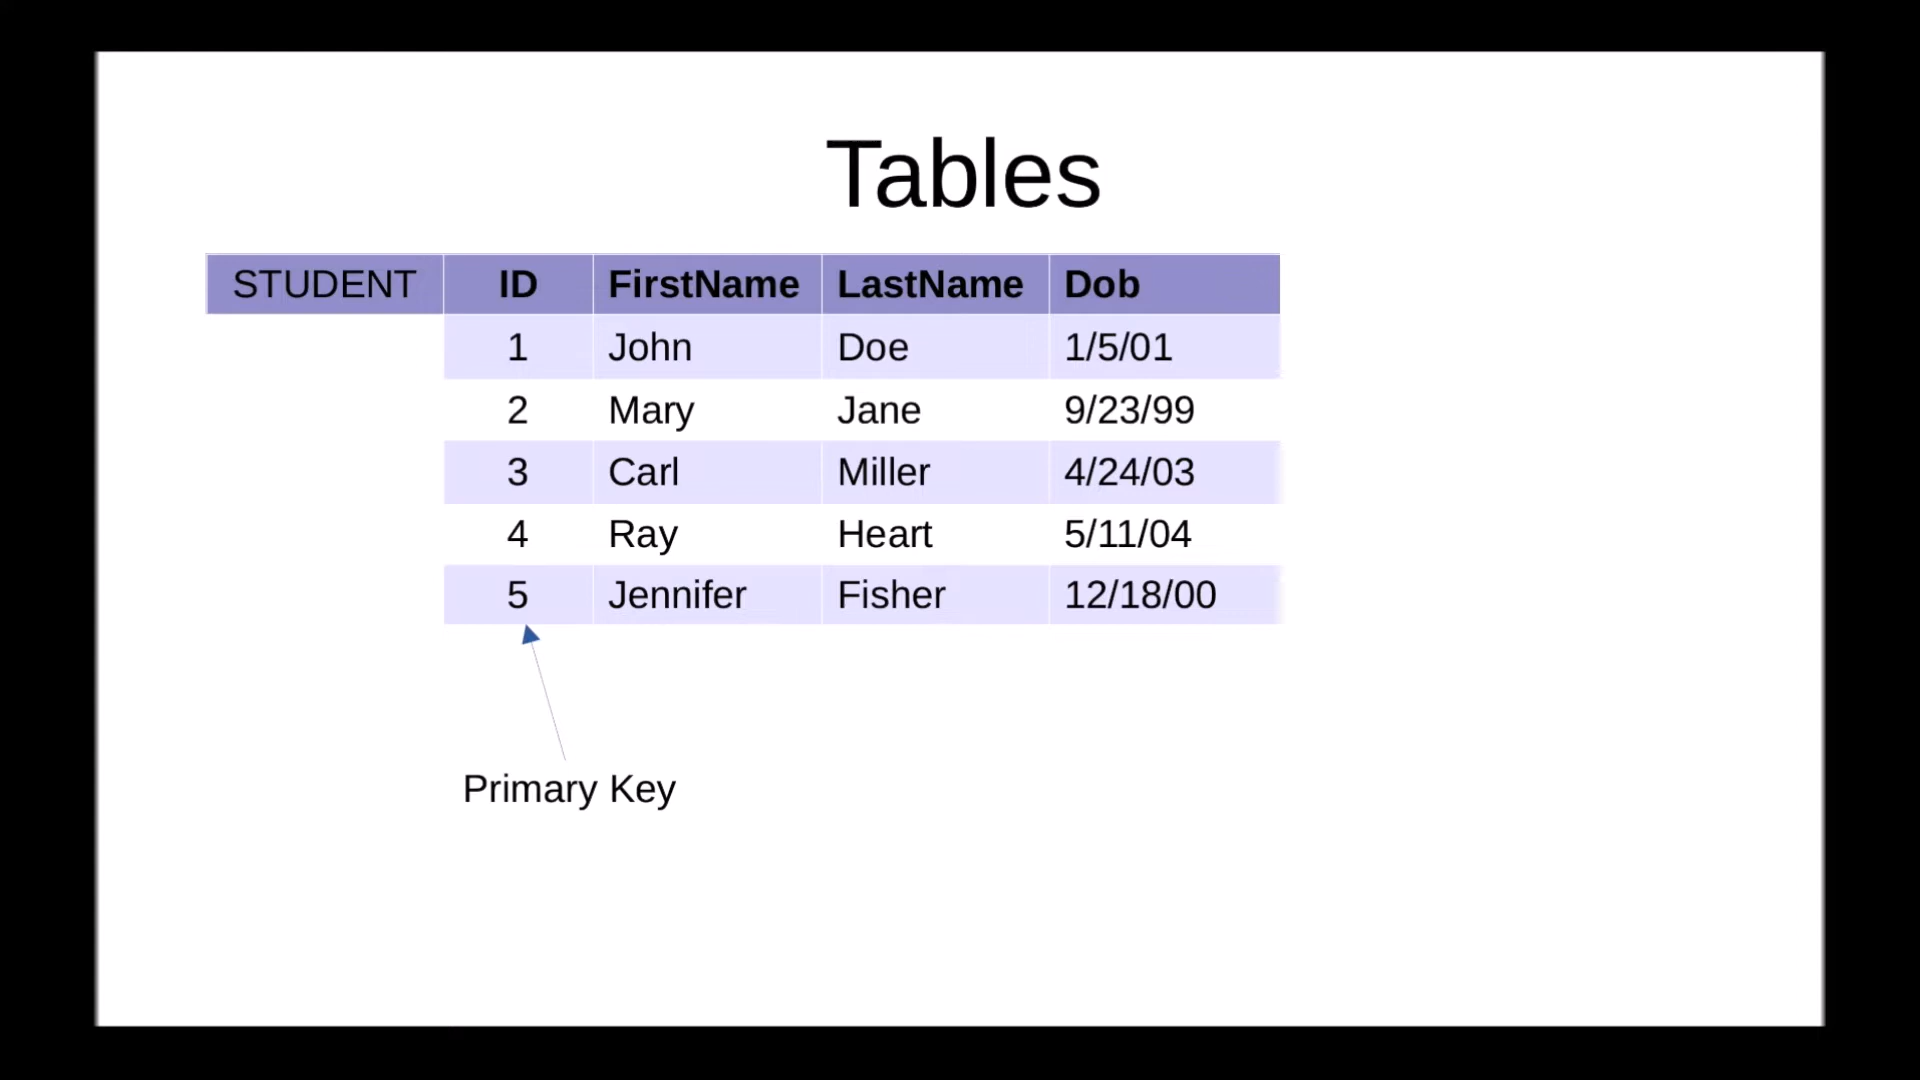 Tables
STUDENT ID FirstName LastName Dob
1 John Doe 1/5/01
2 Mary Jane 9/23/99
3 Carl Miller 4/24/03
4 Ray Heart 5/11/04
5 Jennifer Fisher 12/18/00
Primary Key